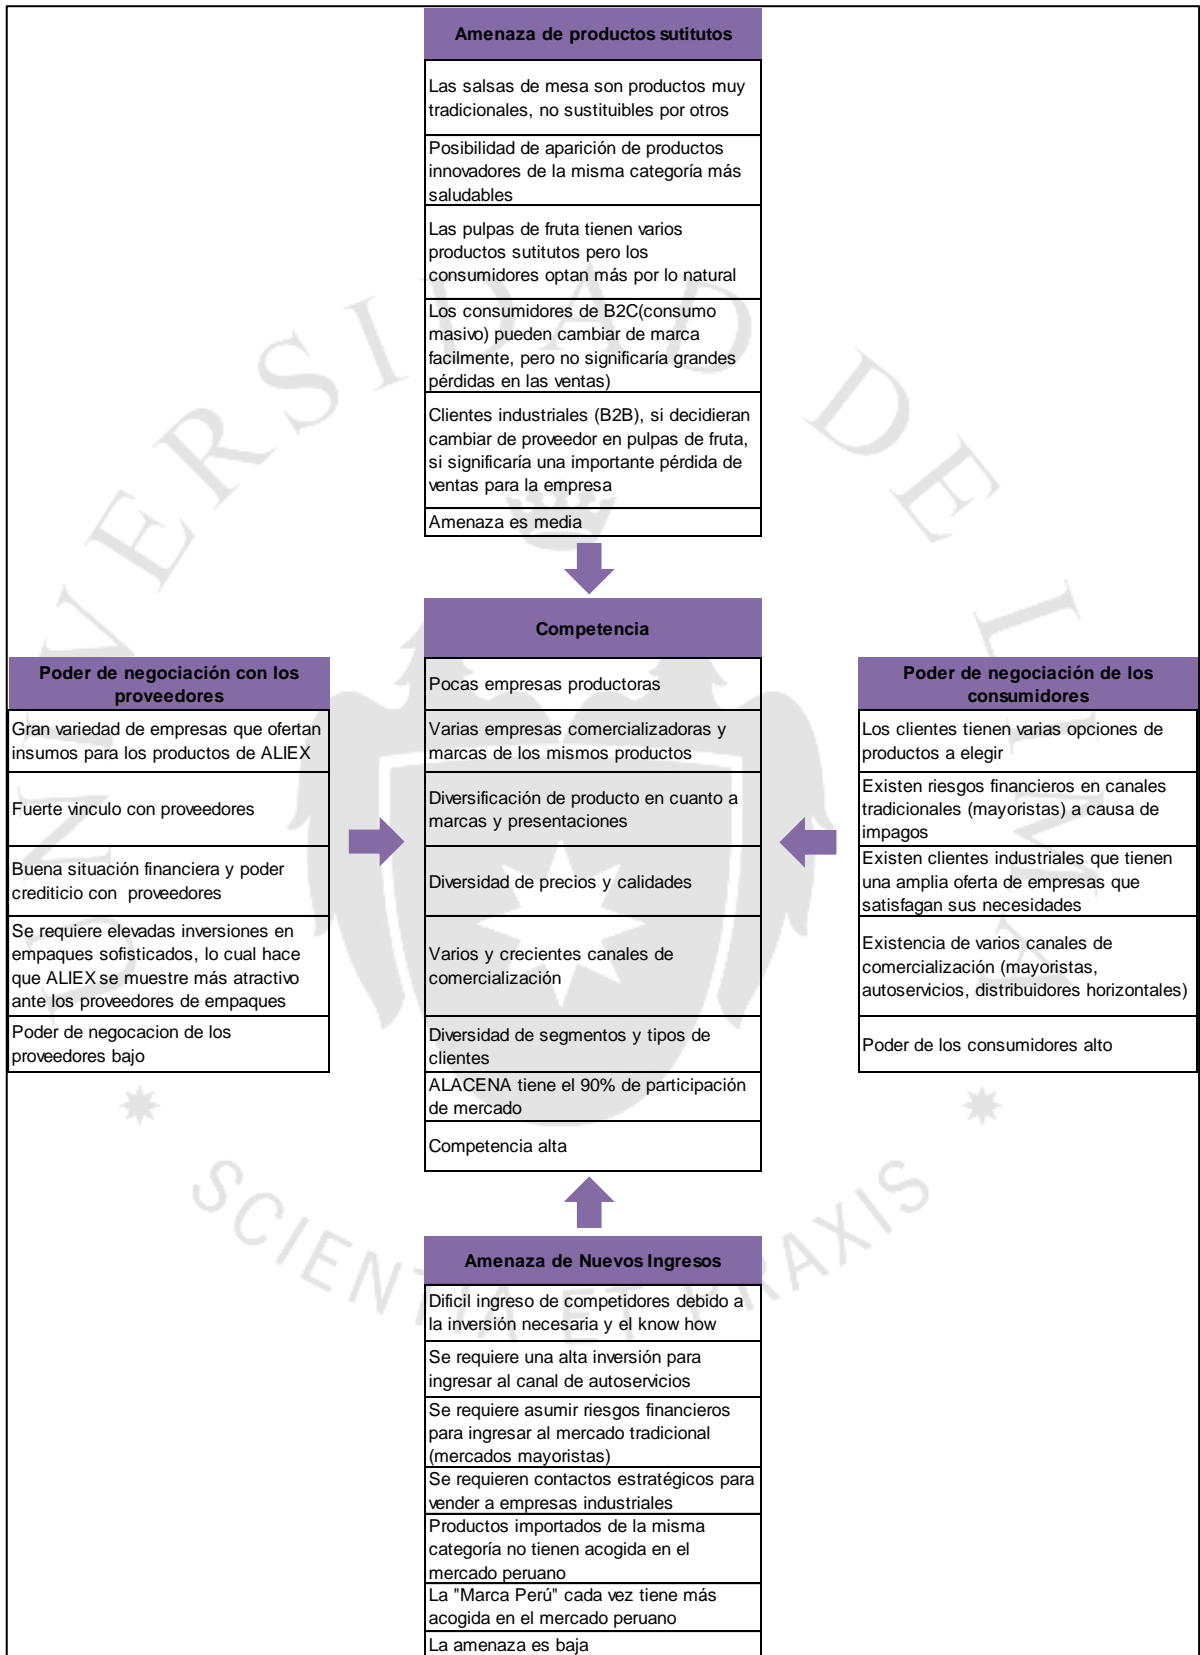 Amenaza de productos sutitutos
Las salsas de mesa son productos muy
tradicionales, no sustituibles por otros
Posibilidad de aparición de productos
innovadores de la misma categoría más
saludables
Las pulpas de fruta tienen varios
productos sutitutos pero los
consumidores optan más por lo natural
Los consumidores de B2C(consumo
masivo) pueden cambiar de marca
facilmente, pero no significaría grandes
pérdidas en las ventas)
Clientes industriales (B2B), si decidieran
cambiar de proveedor en pulpas de fruta,
si significaría una importante pérdida de
ventas para la empresa
Amenaza es media
Poder de negociación con los
proveedores
Gran variedad de empresas que ofertan
insumos para los productos de ALIEX
Fuerte vinculo con proveedores
Buena situación financiera y poder
crediticio con proveedores
Se requiere elevadas inversiones en
empaques sofisticados, lo cual hace
que ALIEX se muestre más atractivo
ante los proveedores de empaques
Poder de negocacion de los
proveedores bajo
Competencia
Pocas empresas productoras
Varias empresas comercializadoras y
marcas de los mismos productos
Diversificación de producto en cuanto a
marcas y presentaciones
Diversidad de precios y calidades
Varios y crecientes canales de
comercialización
Diversidad de segmentos y tipos de
clientes
ALACENA tiene el 90% de participación
de mercado
Competencia alta
Poder de negociación de los
consumidores
Los clientes tienen varias opciones de
productos a elegir
Existen riesgos financieros en canales
tradicionales (mayoristas) a causa de
impagos
Existen clientes industriales que tienen
una amplia oferta de empresas que
satisfagan sus necesidades
Existencia de varios canales de
comercialización (mayoristas,
autoservicios, distribuidores horizontales)
Poder de los consumidores alto
Amenaza de Nuevos Ingresos
Dificil ingreso de competidores debido a
la inversión necesaria y el know how
Se requiere una alta inversión para
ingresar al canal de autoservicios
Se requiere asumir riesgos financieros
para ingresar al mercado tradicional
(mercados mayoristas)
Se requieren contactos estratégicos para
vender a empresas industriales
Productos importados de la misma
categoría no tienen acogida en el
mercado peruano
La "Marca Perú" cada vez tiene más
acogida en el mercado peruano
La amenaza es baja
UNIVERSIDAD DE LIMA
SCIENTIA ET PRAXIS